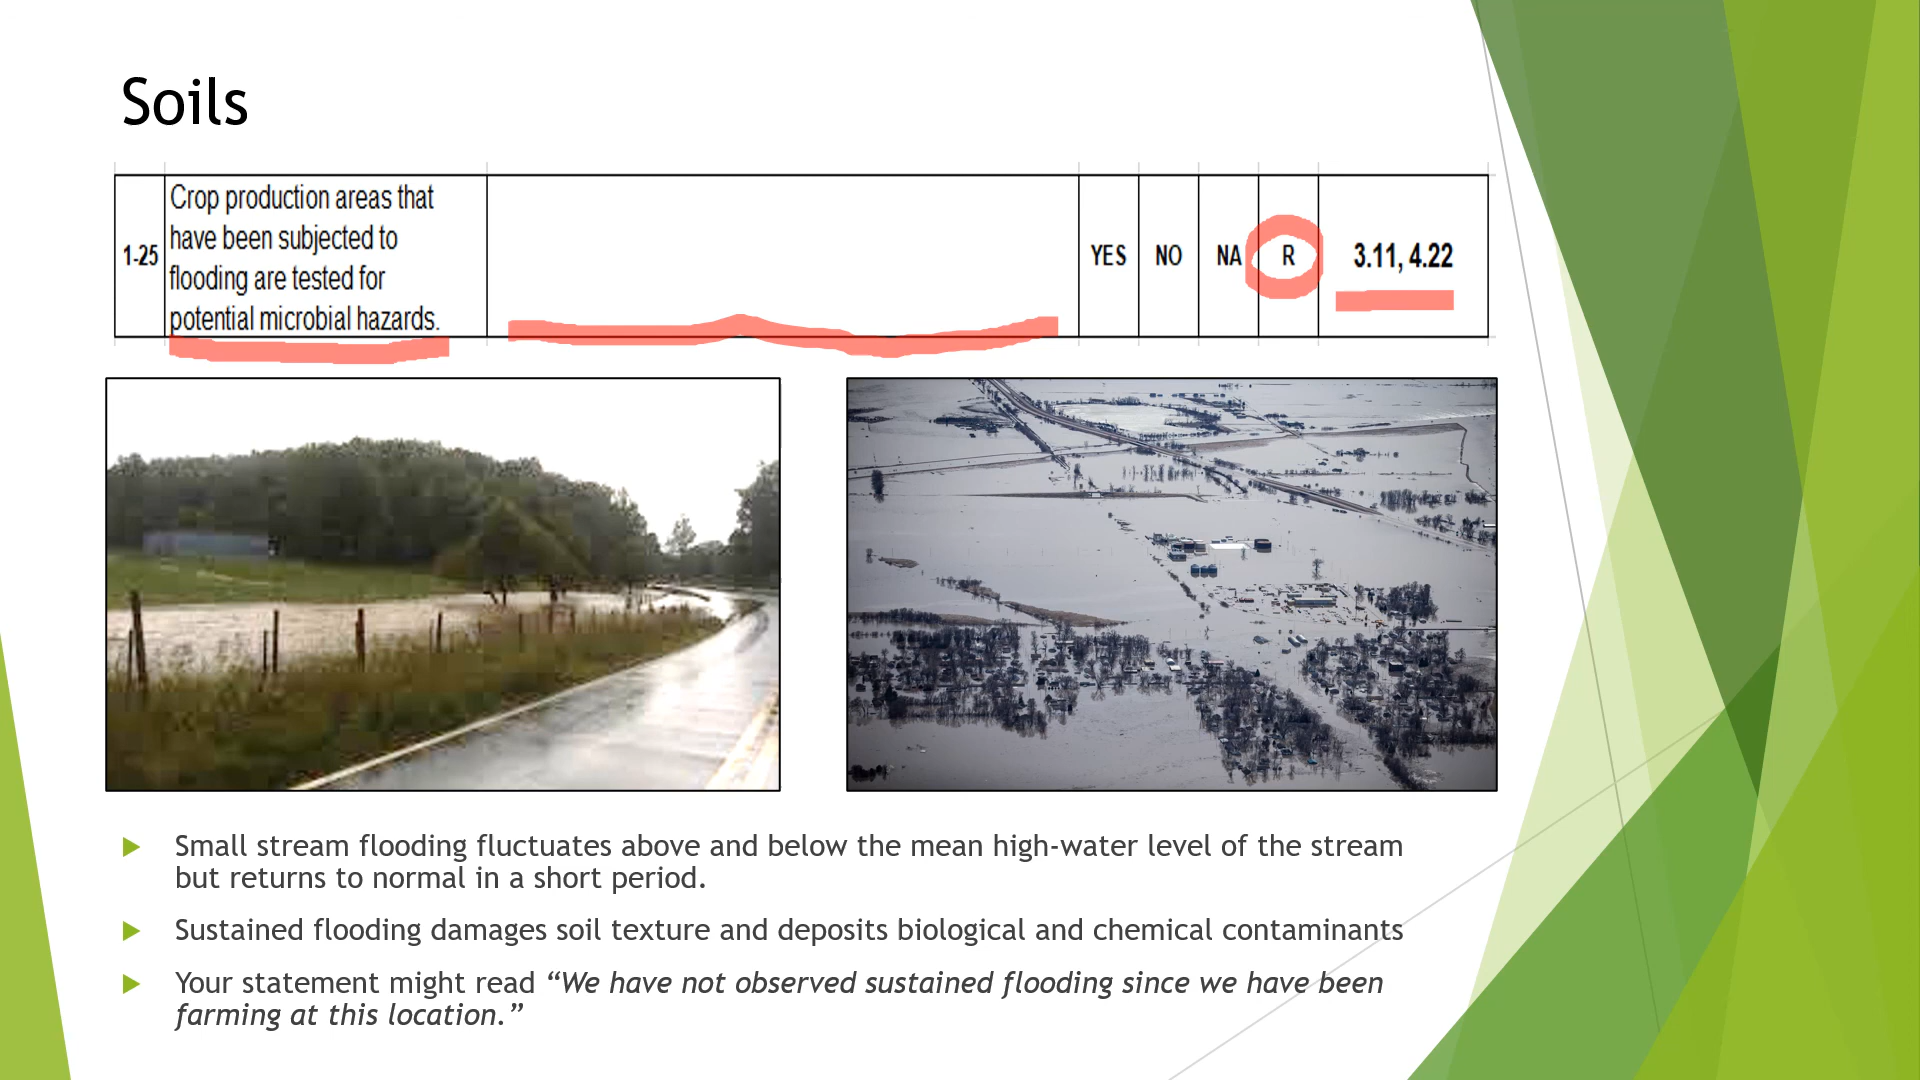 Soils
1-25
Crop production areas that
have been subjected to
flooding are tested for
potential microbial hazards.
YES NO NA R 3.11, 4.22
Small stream flooding fluctuates above and below the mean high-water level of the stream
but returns to normal in a short period.
Sustained flooding damages soil texture and deposits biological and chemical contaminants
Your statement might read “We have not observed sustained flooding since we have been
farming at this location.”